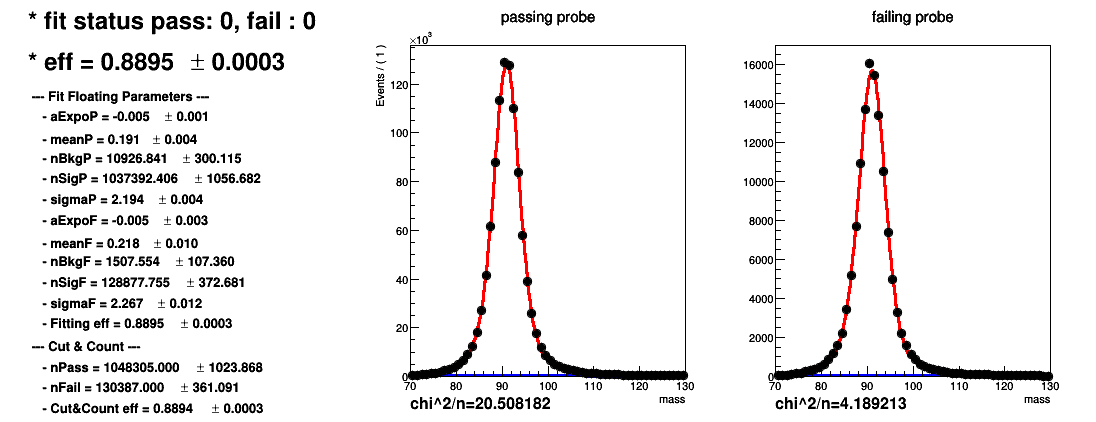 * fit status pass: 0, fail : 0
* eff = 0.8895 ± 0.0003
--- Fit Floating Parameters ---
- aExpoP = -0.005 ± 0.001
- meanP = 0.191 ± 0.004
- nBkgP = 10926.841 ± 300.115
- nSigP = 1037392.406 ± 1056.682
- sigmaP = 2.194 ± 0.004
- aExpoF = -0.005 ± 0.003
- meanF = 0.218 ± 0.010
- nBkgF = 1507.554 ± 107.360
- nSigF = 128877.755 ± 372.681
- sigmaF = 2.267 ± 0.012
- Fitting eff = 0.8895 ± 0.0003
--- Cut & Count ---
- nPass = 1048305.000 ± 1023.868
- nFail = 130387.000 ± 361.091
- Cut&Count eff = 0.8894 ± 0.0003
passing probe
×10³
Events / ( 1 )
120
100
80
60
40
20
0
70 80 90 100 110 120 130
mass
chi^2/n=20.508182
failing probe
16000
14000
12000
10000
8000
6000
4000
2000
0
70 80 90 100 110 120 130
mass
chi^2/n=4.189213